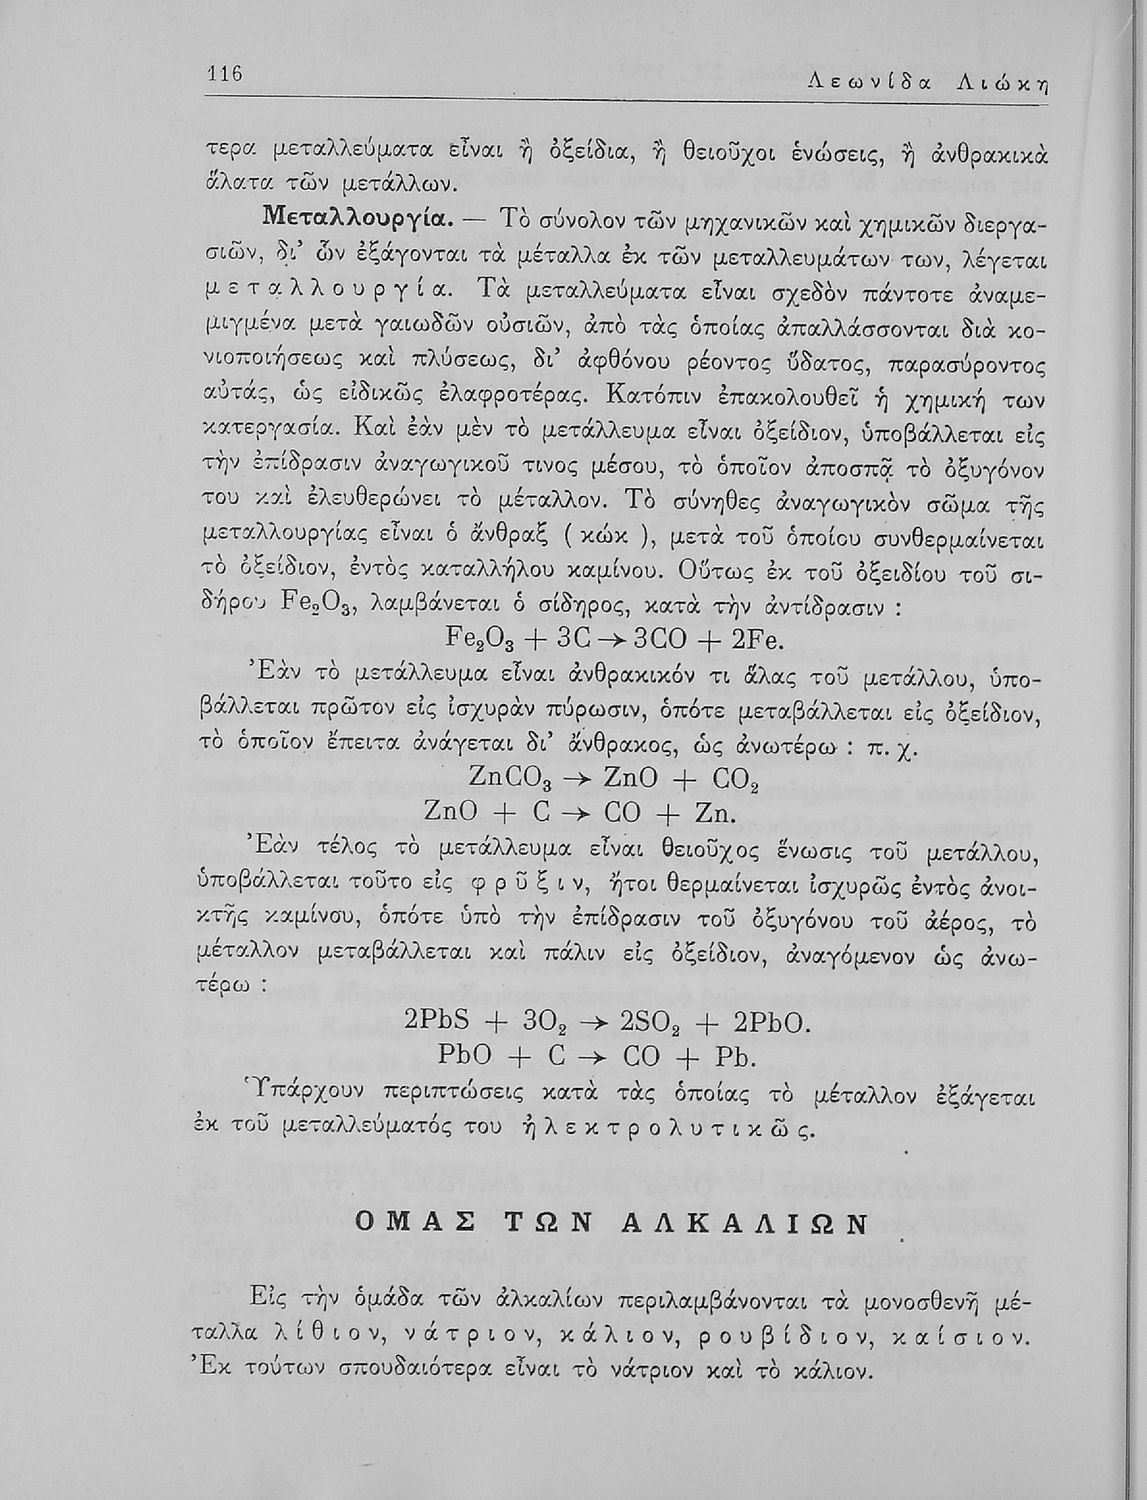 116
Λεωνίδα Λιώκη
τερα μεταλλεύματα εἶναι ἢ ὀξείδια, ἢ θειοῦχοι ἑνώσεις, ἢ ἀνθρακικὰ
ἅλατα τῶν μετάλλων.
Μεταλλουργία. — Τὸ σύνολον τῶν μηχανικῶν καὶ χημικῶν διεργα-
σιῶν, δι’ ὧν ἐξάγονται τὰ μέταλλα ἐκ τῶν μεταλλευμάτων των, λέγεται
μεταλλουργία. Τὰ μεταλλεύματα εἶναι σχεδὸν πάντοτε ἀναμε-
μιγμένα μετὰ γαιωδῶν οὐσιῶν, ἀπὸ τὰς ὁποίας ἀπαλλάσσονται διὰ κο-
νιοποιήσεως καὶ πλύσεως, δι’ ἀφθόνου ρέοντος ὕδατος, παρασύροντος
αὐτάς, ὡς εἰδικῶς ἐλαφροτέρας. Κατόπιν ἐπακολουθεῖ ἡ χημική των
κατεργασία. Καὶ ἐὰν μὲν τὸ μετάλλευμα εἶναι ὀξείδιον, ὑποβάλλεται εἰς
τὴν ἐπίδρασιν ἀναγωγικοῦ τινος μέσου, τὸ ὁποῖον ἀποσπᾷ τὸ ὀξυγόνον
του καὶ ἐλευθερώνει τὸ μέταλλον. Τὸ σύνηθες ἀναγωγικὸν σῶμα τῆς
μεταλλουργίας εἶναι ὁ ἄνθραξ ( κώκ ), μετὰ τοῦ ὁποίου συνθερμαίνεται
τὸ ὀξείδιον, ἐντὸς καταλλήλου καμίνου. Οὕτως ἐκ τοῦ ὀξειδίου τοῦ σι-
δήρου Fe₂O₃, λαμβάνεται ὁ σίδηρος, κατὰ τὴν ἀντίδρασιν :
Fe₂O₃ + 3C → 3CO + 2Fe.
Ἐὰν τὸ μετάλλευμα εἶναι ἀνθρακικόν τι ἅλας τοῦ μετάλλου, ὑπο-
βάλλεται πρῶτον εἰς ἰσχυρὰν πύρωσιν, ὁπότε μεταβάλλεται εἰς ὀξείδιον,
τὸ ὁποῖον ἔπειτα ἀνάγεται δι’ ἄνθρακος, ὡς ἀνωτέρω : π. χ.
ZnCO₃ → ZnO + CO₂
ZnO + C → CO + Zn.
Ἐὰν τέλος τὸ μετάλλευμα εἶναι θειοῦχος ἕνωσις τοῦ μετάλλου,
ὑποβάλλεται τοῦτο εἰς φρῦξιν, ἤτοι θερμαίνεται ἰσχυρῶς ἐντὸς ἀνοι-
κτῆς καμίνου, ὁπότε ὑπὸ τὴν ἐπίδρασιν τοῦ ὀξυγόνου τοῦ ἀέρος, τὸ
μέταλλον μεταβάλλεται καὶ πάλιν εἰς ὀξείδιον, ἀναγόμενον ὡς ἀνω-
τέρω :
2PbS + 3O₂ → 2SO₂ + 2PbO.
PbO + C → CO + Pb.
Ὑπάρχουν περιπτώσεις κατὰ τὰς ὁποίας τὸ μέταλλον ἐξάγεται
ἐκ τοῦ μεταλλεύματός του ἠλεκτρολυτικῶς.
ΟΜΑΣ ΤΩΝ ΑΛΚΑΛΙΩΝ
Εἰς τὴν ὁμάδα τῶν ἀλκαλίων περιλαμβάνονται τὰ μονοσθενῆ μέ-
ταλλα λίθιον, νάτριον, κάλιον, ρουβίδιον, καίσιον.
Ἐκ τούτων σπουδαιότερα εἶναι τὸ νάτριον καὶ τὸ κάλιον.